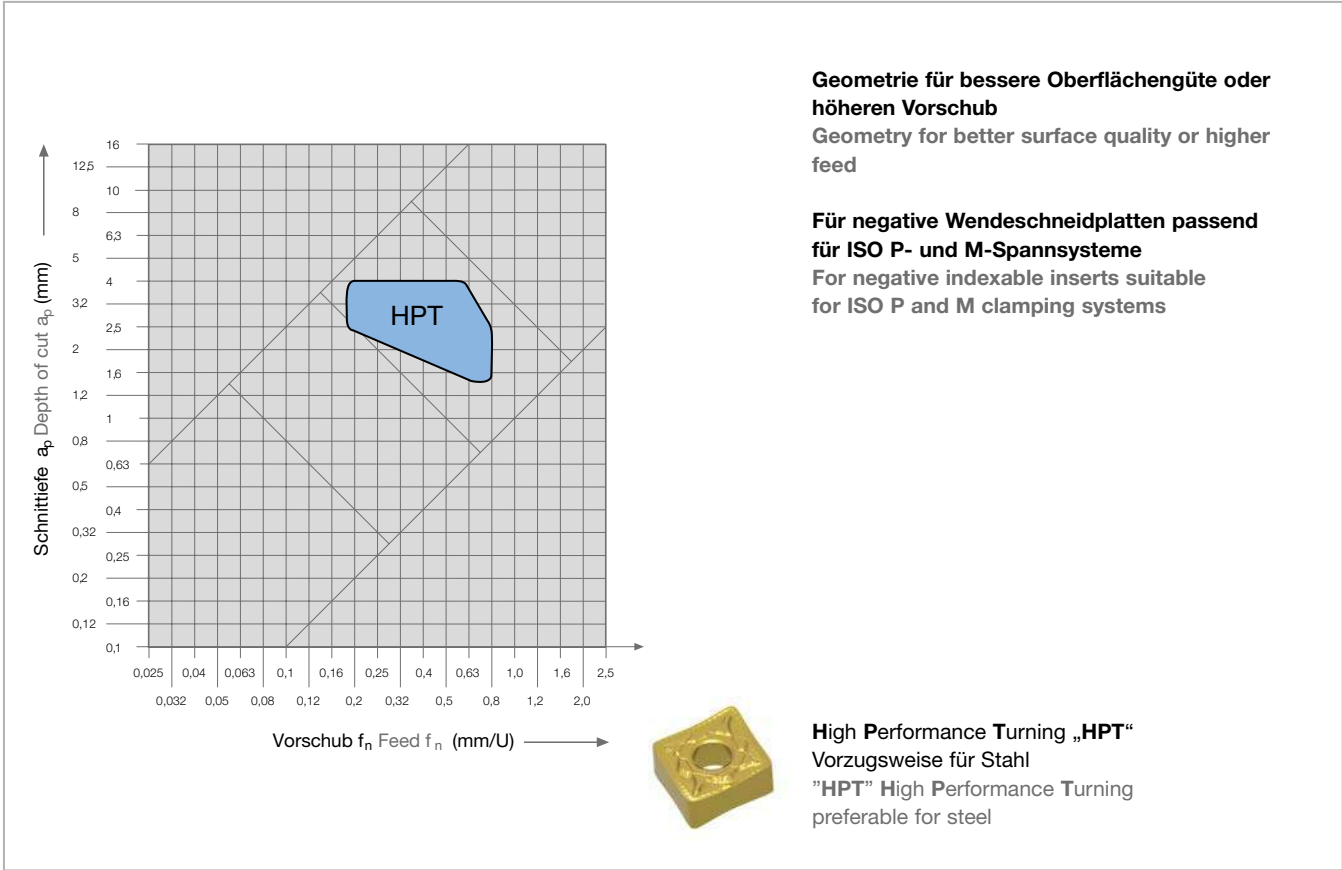 Geometrie für bessere Oberflächengüte oder
höheren Vorschub
Geometry for better surface quality or higher
feed
Für negative Wendeschneidplatten passend
für ISO P- und M-Spannsysteme
For negative indexable inserts suitable
for ISO P and M clamping systems
Schnittiefe ap Depth of cut ap (mm)
16
12,5
10
8
6,3
5
4
3,2
2,5
2
1,6
1,2
1
0,8
0,63
0,5
0,4
0,32
0,25
0,2
0,16
0,12
0,1
HPT
0,025 0,04 0,063 0,1 0,16 0,25 0,4 0,63 1,0 1,6 2,5
0,032 0,05 0,08 0,12 0,2 0,32 0,5 0,8 1,2 2,0
Vorschub fn Feed fn (mm/U)
High Performance Turning „HPT“
Vorzugsweise für Stahl
”HPT” High Performance Turning
preferable for steel